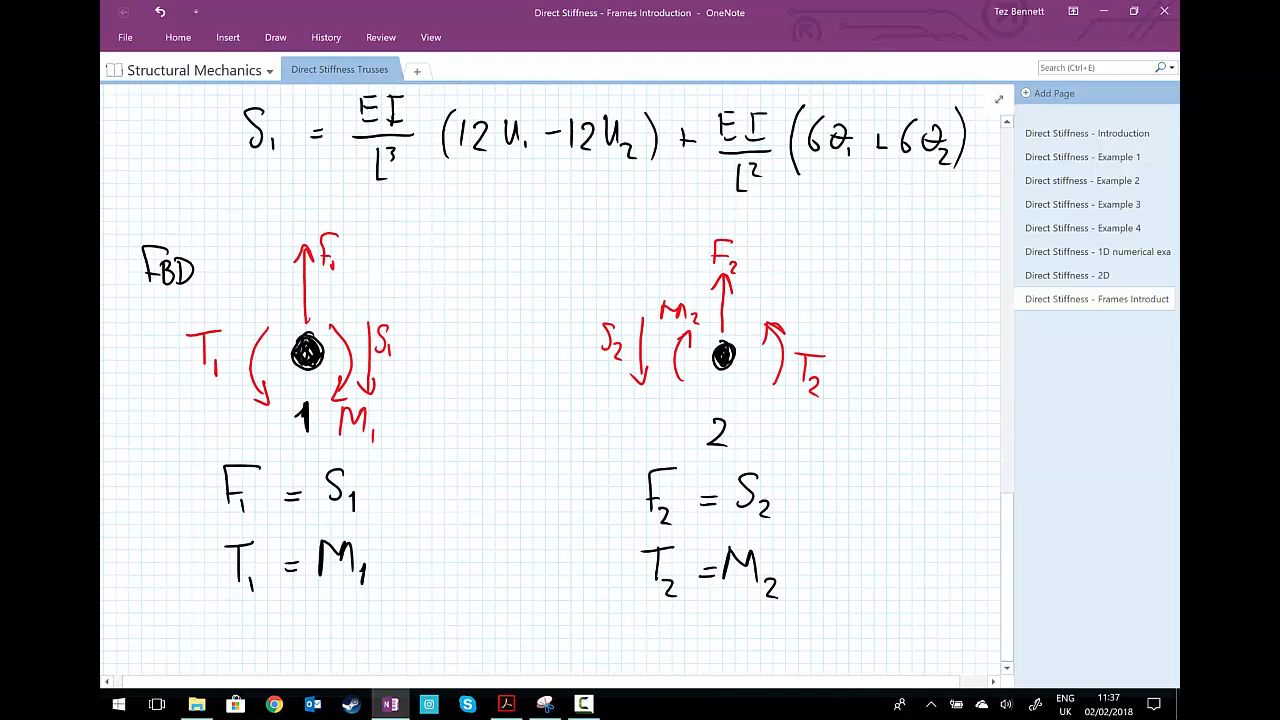 Direct Stiffness - Frames Introduction - OneNote
Tez Bennett
File Home Insert Draw History Review View
Structural Mechanics
Direct Stiffness Trusses
+
Search (Ctrl+E)
Add Page
Direct Stiffness - Introduction
Direct Stiffness - Example 1
Direct stiffness - Example 2
Direct Stiffness - Example 3
Direct Stiffness - Example 4
Direct Stiffness - 1D numerical exa
Direct Stiffness - 2D
Direct Stiffness - Frames Introduct
S₁ = EI/L³ (12U₁ - 12U₂) + EI/L² (6θ₁ + 6θ₂)
FBD
F₁
T₁
S₁
M₁
1
F₂
M₂
S₂
T₂
2
F₁ = S₁
T₁ = M₁
F₂ = S₂
T₂ = M₂
ENG
UK
11:37
02/02/2018